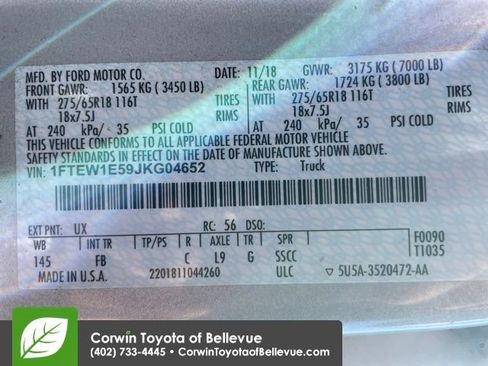 MFD. BY FORD MOTOR CO.
DATE: 11/18 GVWR: 3175 KG ( 7000 LB)
FRONT GAWR: 1565 KG ( 3450 LB) REAR GAWR: 1724 KG ( 3800 LB)
WITH 275/65R18 116T TIRES WITH 275/65R18 116T TIRES
18x7.5J RIMS 18x7.5J RIMS
AT 240 kPa/ 35 PSI COLD AT 240 kPa/ 35 PSI COLD
THIS VEHICLE CONFORMS TO ALL APPLICABLE FEDERAL MOTOR VEHICLE
SAFETY STANDARDS IN EFFECT ON THE DATE OF MANUFACTURE SHOWN ABOVE.
VIN: 1FTEW1E59JKG04652 TYPE: Truck
EXT PNT: UX RC: 56 DSO:
WB INT TR TP/PS R AXLE TR SPR F0090
145 FB C L9 G SSCC T1035
MADE IN U.S.A. 2201811044260 ULC ▽ 5U5A-3520472-AA
Corwin Toyota of Bellevue
(402) 733-4445 • CorwinToyotaofBellevue.com